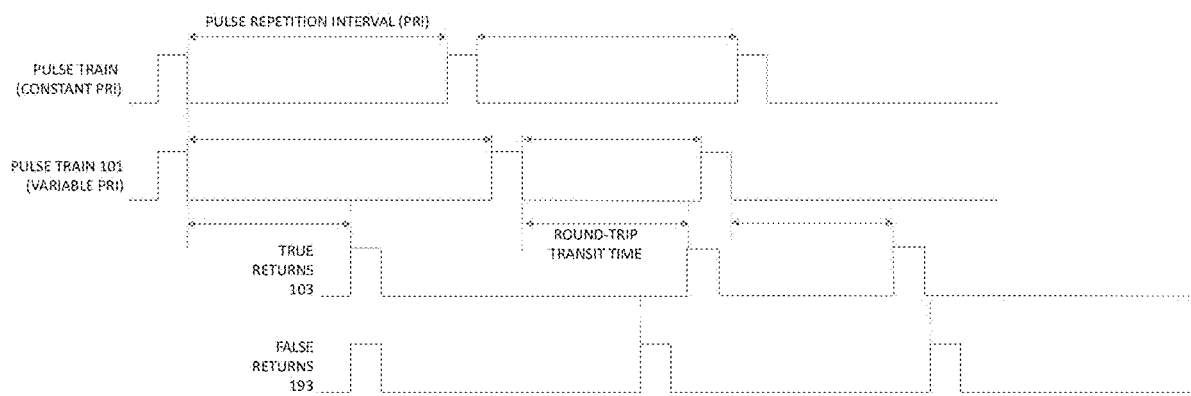 PULSE REPETITION INTERVAL (PRI)
PULSE TRAIN
(CONSTANT PRI)
PULSE TRAIN 101
(VARIABLE PRI)
ROUND-TRIP
TRANSIT TIME
TRUE
RETURNS
103
FALSE
RETURNS
193